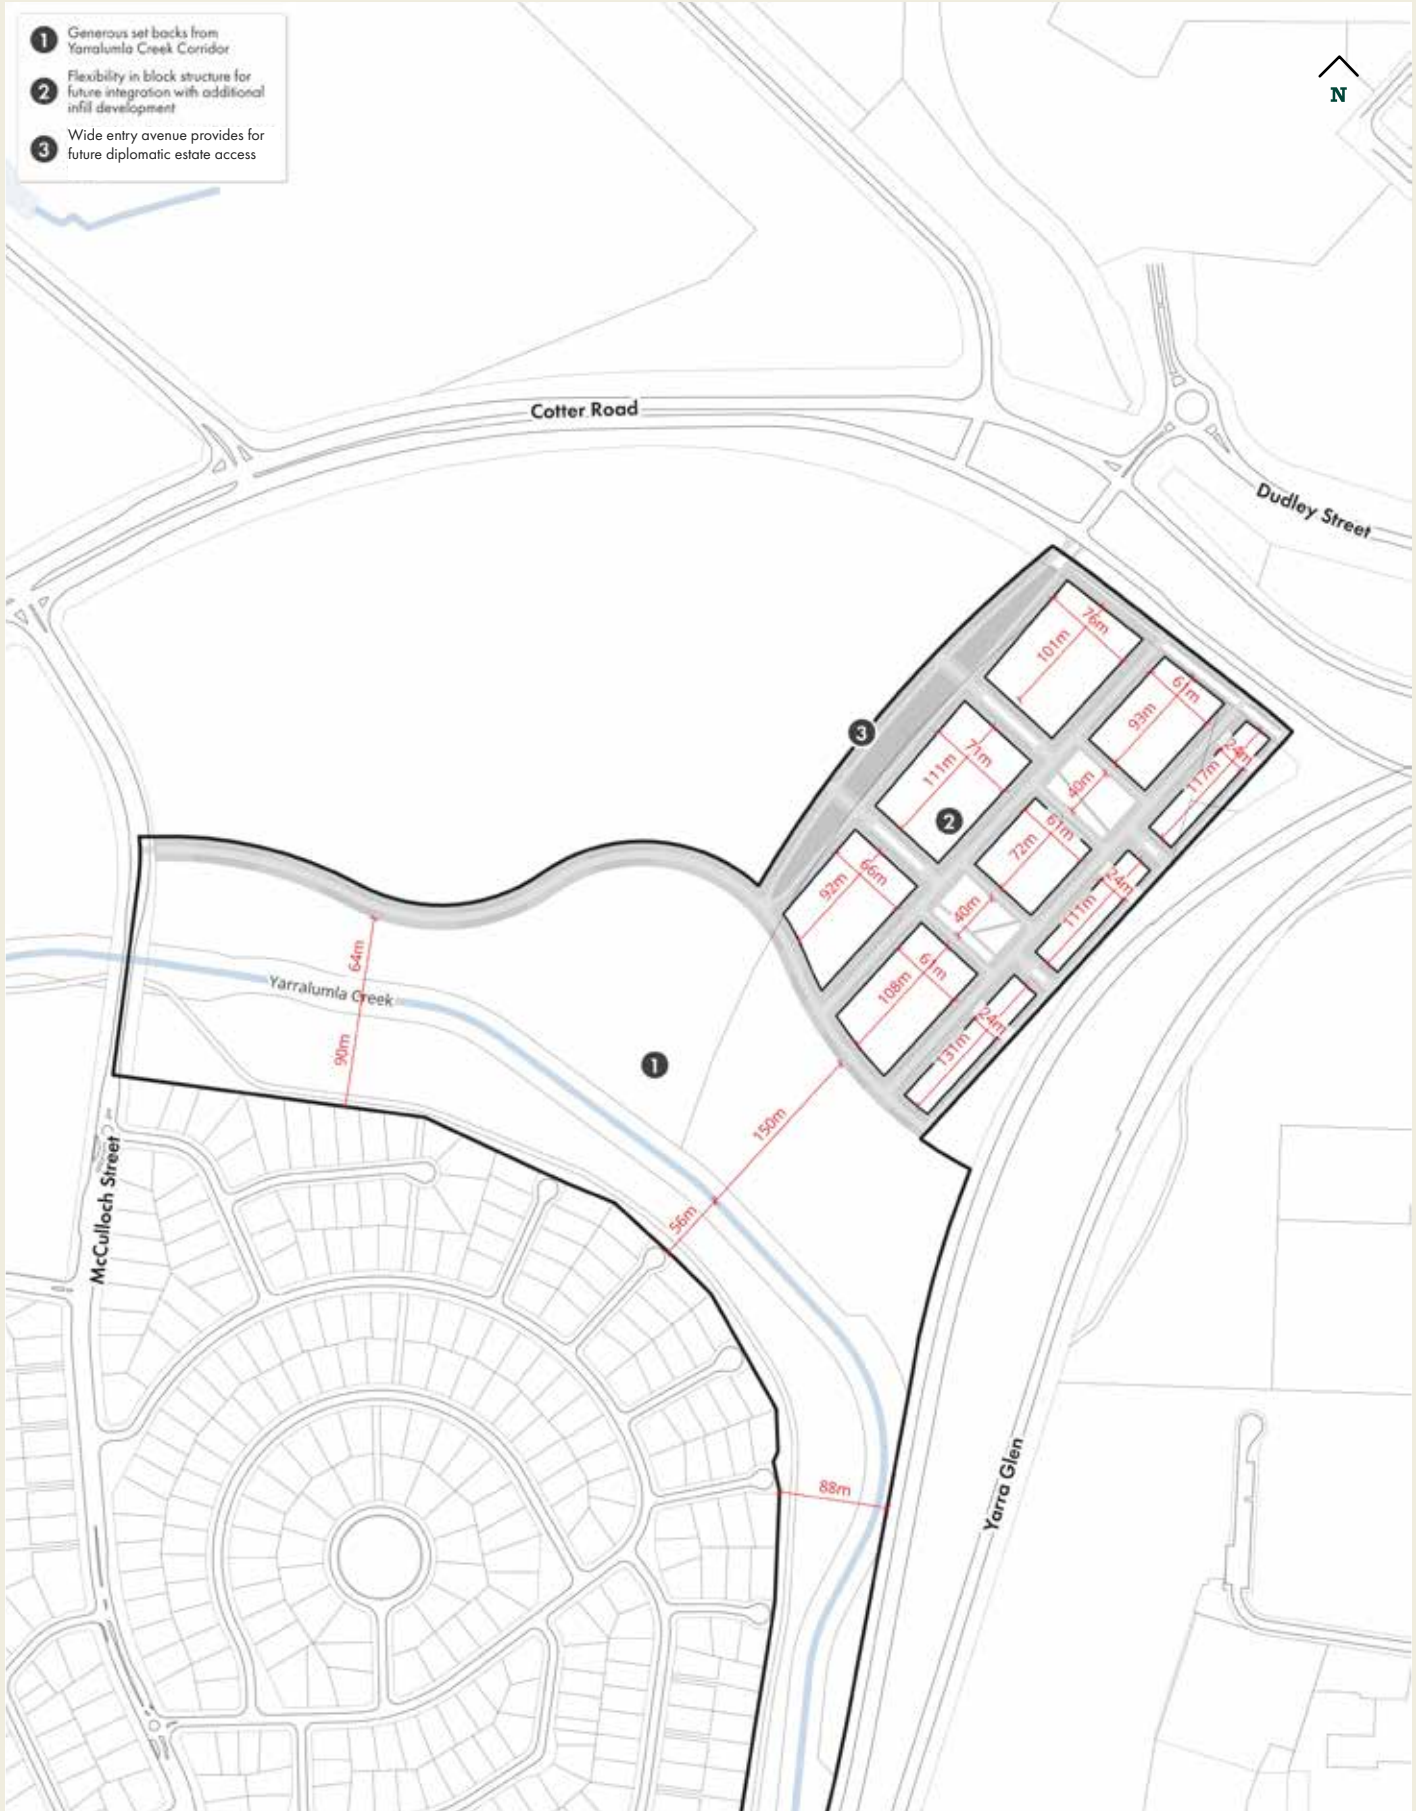 1 Generous set backs from
Yarralumla Creek Corridor
2 Flexibility in block structure for
future integration with additional
infill development
3 Wide entry avenue provides for
future diplomatic estate access
N
Cotter Road
Dudley Street
76m
101m
61m
93m
24m
117m
3
71m
111m
40m
2
61m
72m
66m
92m
24m
111m
40m
61m
108m
24m
131m
64m
Yarralumla Creek
90m
1
150m
56m
McCulloch Street
88m
Yarra Glen